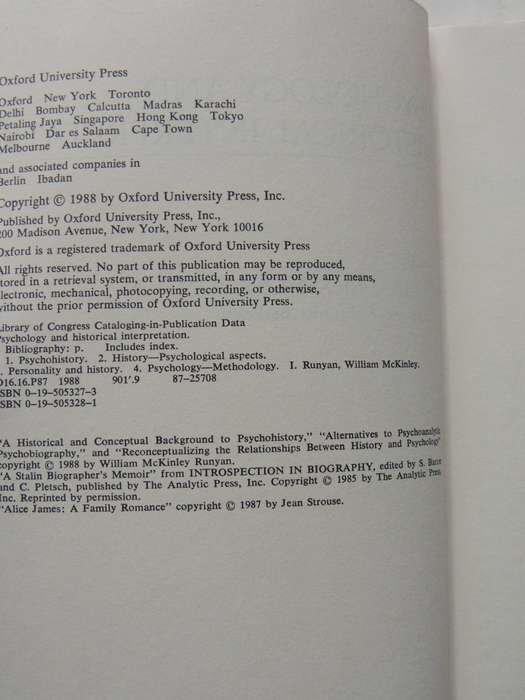 Oxford University Press
Oxford New York Toronto
Delhi Bombay Calcutta Madras Karachi
Petaling Jaya Singapore Hong Kong Tokyo
Nairobi Dar es Salaam Cape Town
Melbourne Auckland
and associated companies in
Berlin Ibadan
Copyright © 1988 by Oxford University Press, Inc.
Published by Oxford University Press, Inc.,
200 Madison Avenue, New York, New York 10016
Oxford is a registered trademark of Oxford University Press
All rights reserved. No part of this publication may be reproduced,
stored in a retrieval system, or transmitted, in any form or by any means,
electronic, mechanical, photocopying, recording, or otherwise,
without the prior permission of Oxford University Press.
Library of Congress Cataloging-in-Publication Data
Psychology and historical interpretation.
Bibliography: p. Includes index.
1. Psychohistory. 2. History—Psychological aspects.
. Personality and history. 4. Psychology—Methodology. I. Runyan, William McKinley.
D16.16.P87 1988 901′.9 87-25708
ISBN 0-19-505327-3
ISBN 0-19-505328-1
"A Historical and Conceptual Background to Psychohistory," "Alternatives to Psychoanalytic
Psychobiography," and "Reconceptualizing the Relationships Between History and Psychology"
copyright © 1988 by William McKinley Runyan.
"A Stalin Biographer's Memoir" from INTROSPECTION IN BIOGRAPHY, edited by S.
and C. Pletsch, published by The Analytic Press, Inc. Copyright © 1985 by The Analytic Press
Inc. Reprinted by permission.
"Alice James: A Family Romance" copyright © 1987 by Jean Strouse.